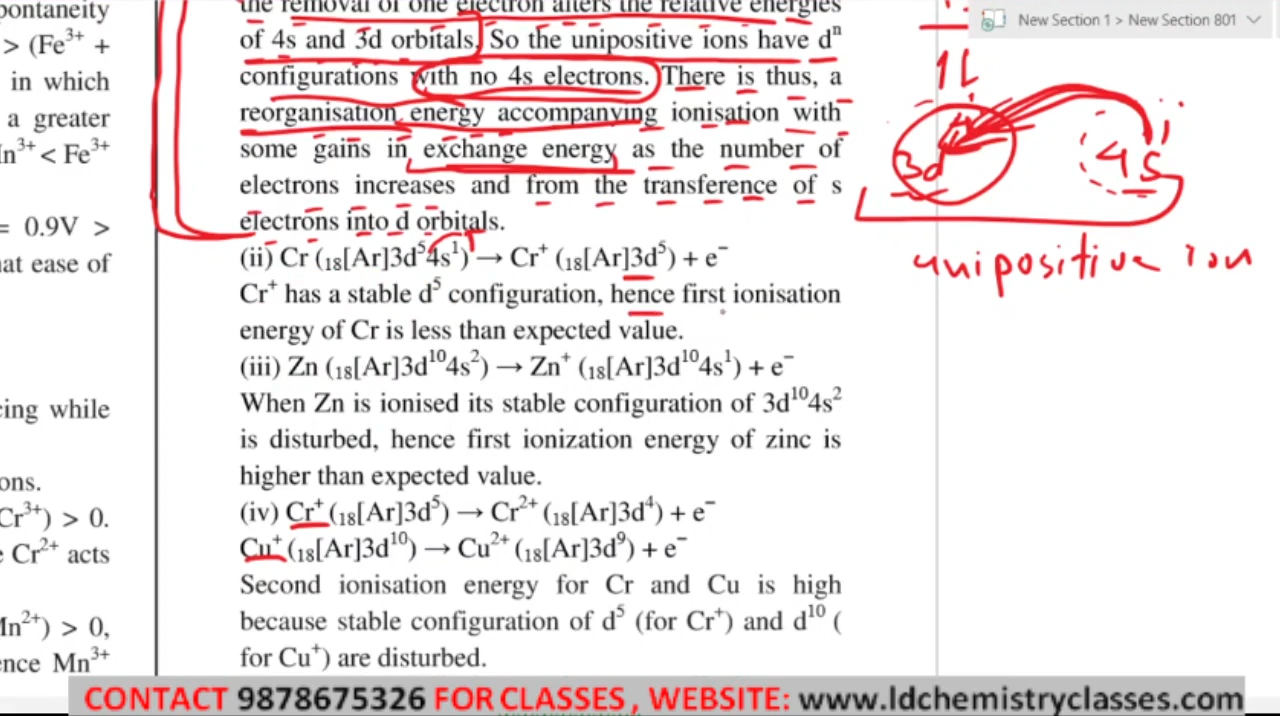 pontaneity
> (Fe³⁺ +
in which
a greater
n³⁺ < Fe³⁺
= 0.9V >
at ease of
ing while
ons.
Cr³⁺) > 0.
Cr²⁺ acts
n²⁺) > 0,
ence Mn³⁺
the removal of one electron alters the relative energies
of 4s and 3d orbitals. So the unipositive ions have dⁿ
configurations with no 4s electrons. There is thus, a
reorganisation energy accompanying ionisation with
some gains in exchange energy as the number of
electrons increases and from the transference of s
electrons into d orbitals.
(ii) Cr (₁₈[Ar]3d⁵4s¹) → Cr⁺ (₁₈[Ar]3d⁵) + e⁻
Cr⁺ has a stable d⁵ configuration, hence first ionisation
energy of Cr is less than expected value.
(iii) Zn (₁₈[Ar]3d¹⁰4s²) → Zn⁺ (₁₈[Ar]3d¹⁰4s¹) + e⁻
When Zn is ionised its stable configuration of 3d¹⁰4s²
is disturbed, hence first ionization energy of zinc is
higher than expected value.
(iv) Cr⁺ (₁₈[Ar]3d⁵) → Cr²⁺ (₁₈[Ar]3d⁴) + e⁻
Cu⁺ (₁₈[Ar]3d¹⁰) → Cu²⁺ (₁₈[Ar]3d⁹) + e⁻
Second ionisation energy for Cr and Cu is high
because stable configuration of d⁵ (for Cr⁺) and d¹⁰ (
for Cu⁺) are disturbed.
New Section 1 > New Section 801
3d 4s
unipositive ion
CONTACT 9878675326 FOR CLASSES , WEBSITE: www.ldchemistryclasses.com